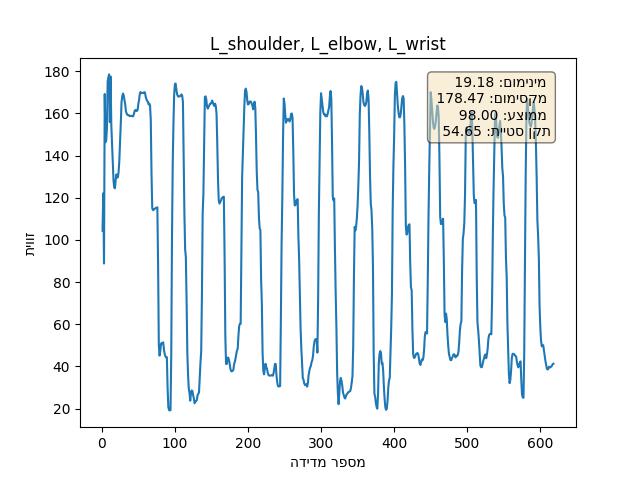 L_shoulder, L_elbow, L_wrist
180
160
140
120
100
80
60
40
20
זווית
מינימום: 19.18
מקסימום: 178.47
ממוצע: 98.00
תקן סטיית: 54.65
0
100
200
300
400
500
600
מספר מדידה